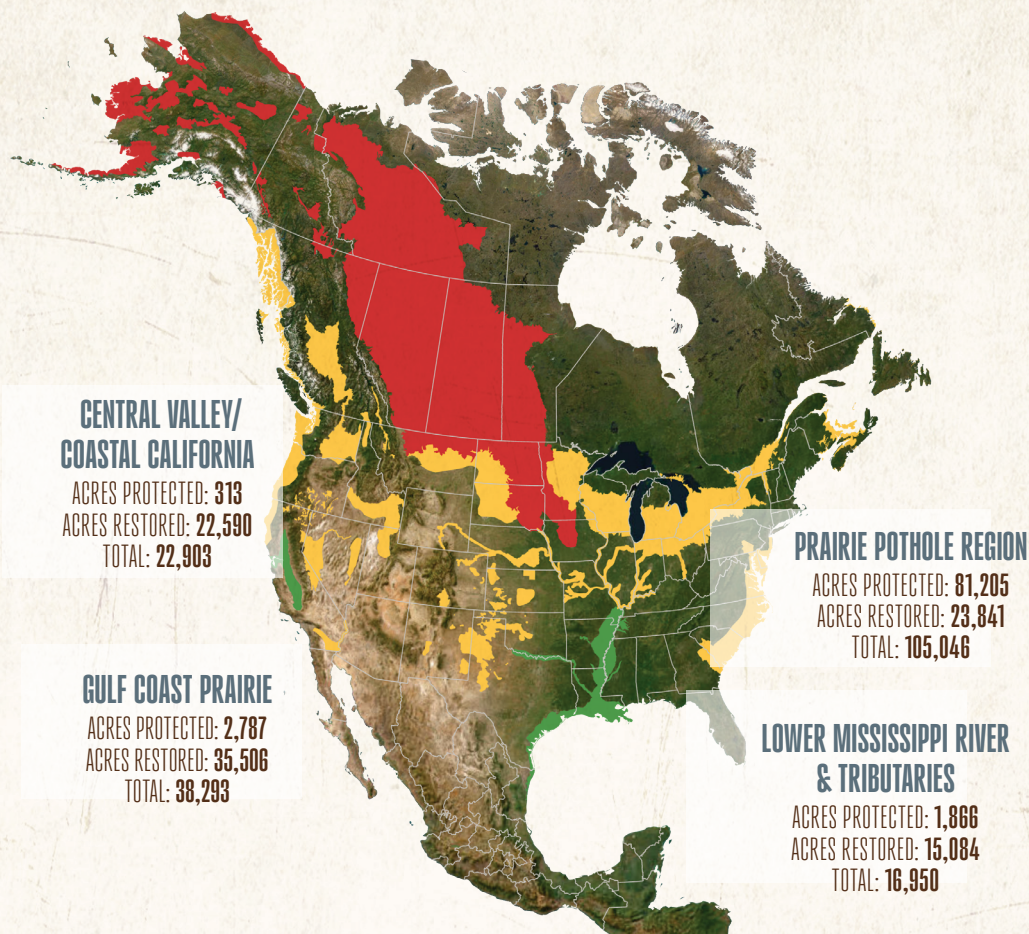 CENTRAL VALLEY/
COASTAL CALIFORNIA
ACRES PROTECTED: 313
ACRES RESTORED: 22,590
TOTAL: 22,903
GULF COAST PRAIRIE
ACRES PROTECTED: 2,787
ACRES RESTORED: 35,506
TOTAL: 38,293
PRAIRIE POTHOLE REGION
ACRES PROTECTED: 81,205
ACRES RESTORED: 23,841
TOTAL: 105,046
LOWER MISSISSIPPI RIVER
& TRIBUTARIES
ACRES PROTECTED: 1,866
ACRES RESTORED: 15,084
TOTAL: 16,950